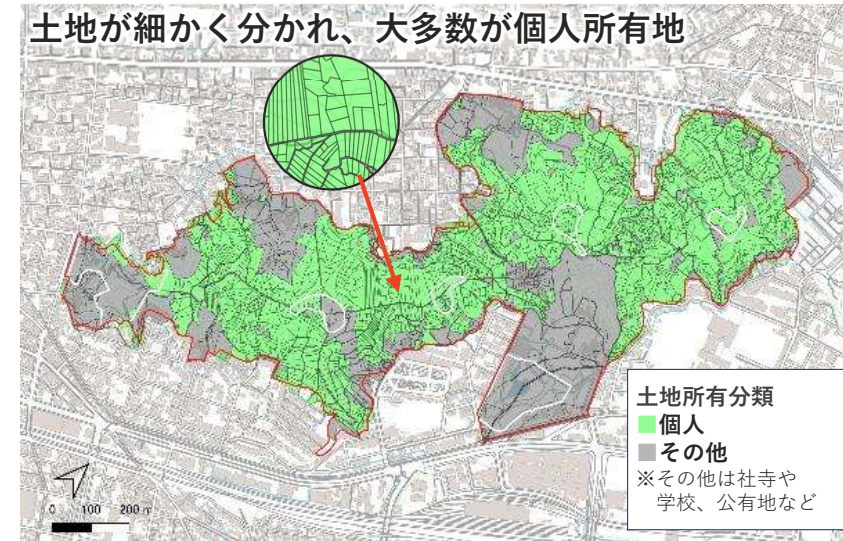 土地が細かく分かれ、大多数が個人所有地
土地所有分類
個人
その他
※その他は社寺や
学校、公有地など
0 100 200 m